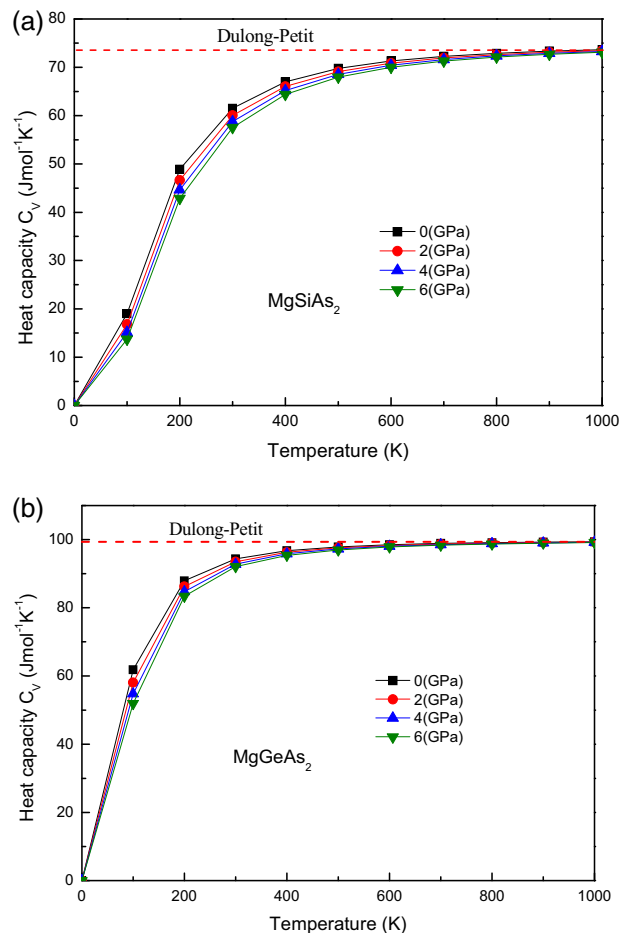 (a)
80
70
60
50
40
30
20
10
0
Heat capacity C_V (Jmol⁻¹K⁻¹)
Dulong-Petit
0(GPa)
2(GPa)
4(GPa)
6(GPa)
MgSiAs₂
0 200 400 600 800 1000
Temperature (K)
(b)
100
80
60
40
20
0
Heat capacity C_V (Jmol⁻¹K⁻¹)
Dulong-Petit
0(GPa)
2(GPa)
4(GPa)
6(GPa)
MgGeAs₂
0 200 400 600 800 1000
Temperature (K)